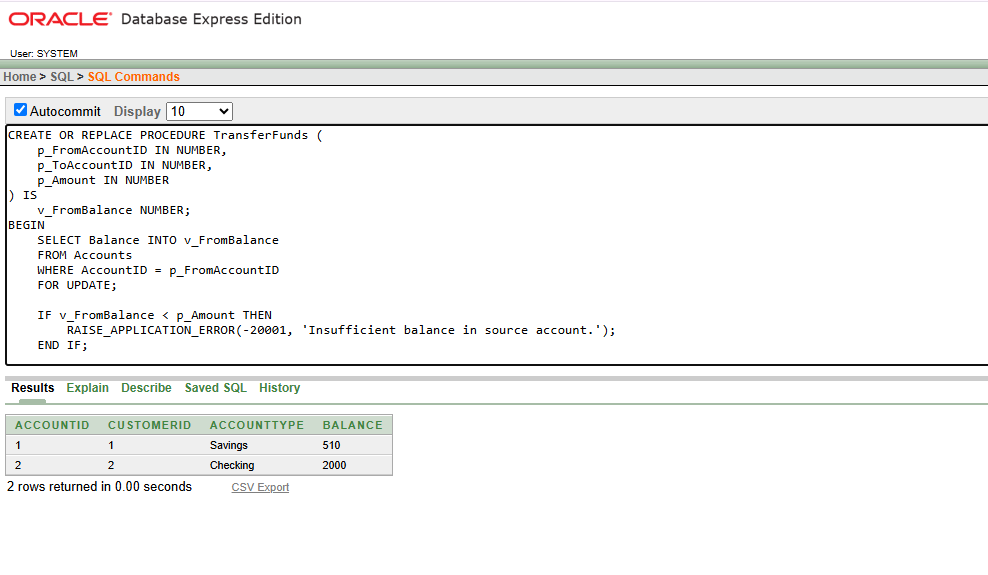 ORACLE Database Express Edition
User: SYSTEM
Home > SQL > SQL Commands
Autocommit Display 10
CREATE OR REPLACE PROCEDURE TransferFunds (
    p_FromAccountID IN NUMBER,
    p_ToAccountID IN NUMBER,
    p_Amount IN NUMBER
) IS
    v_FromBalance NUMBER;
BEGIN
    SELECT Balance INTO v_FromBalance
    FROM Accounts
    WHERE AccountID = p_FromAccountID
    FOR UPDATE;
    IF v_FromBalance < p_Amount THEN
        RAISE_APPLICATION_ERROR(-20001, 'Insufficient balance in source account.');
    END IF;
Results Explain Describe Saved SQL History
ACCOUNTID CUSTOMERID ACCOUNTTYPE BALANCE
1 1 Savings 510
2 2 Checking 2000
2 rows returned in 0.00 seconds CSV Export